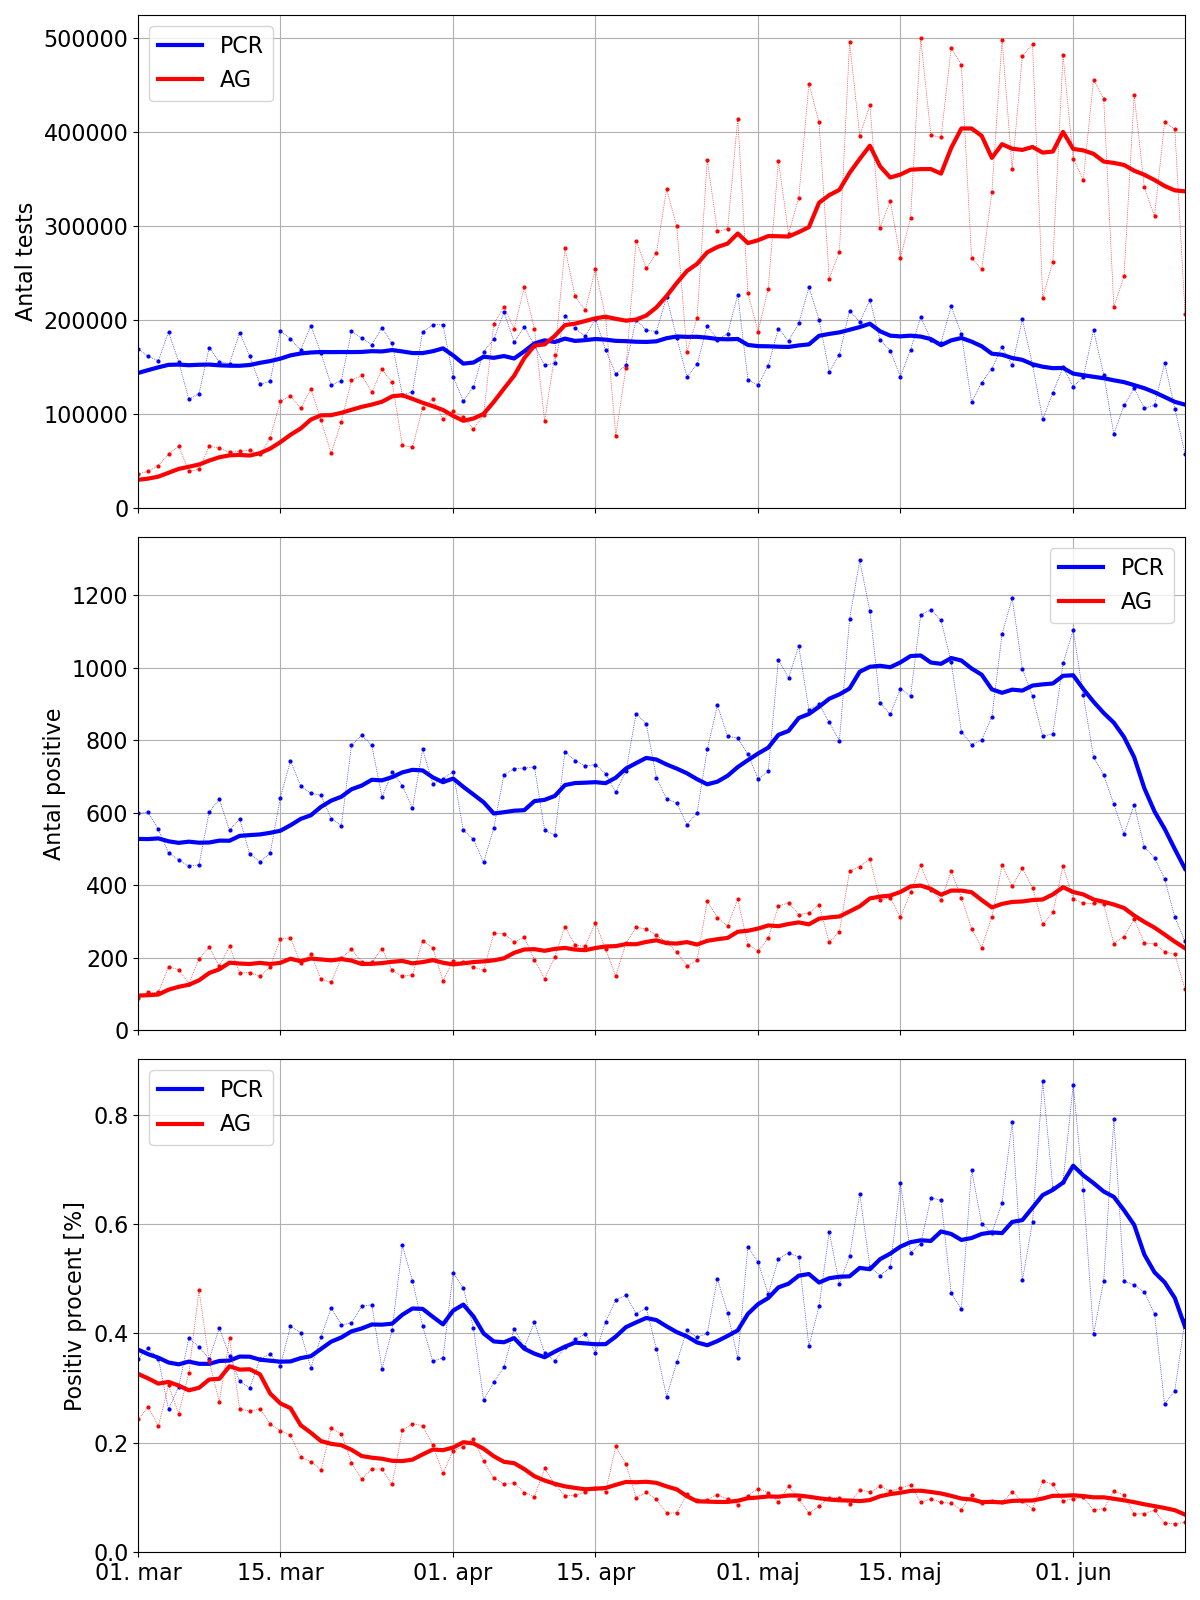 500000
400000
300000
200000
100000
0
Antal tests
PCR
AG
1200
1000
800
600
400
200
0
Antal positive
PCR
AG
0.8
0.6
0.4
0.2
0.0
Positiv procent [%]
PCR
AG
01. mar 15. mar 01. apr 15. apr 01. maj 15. maj 01. jun